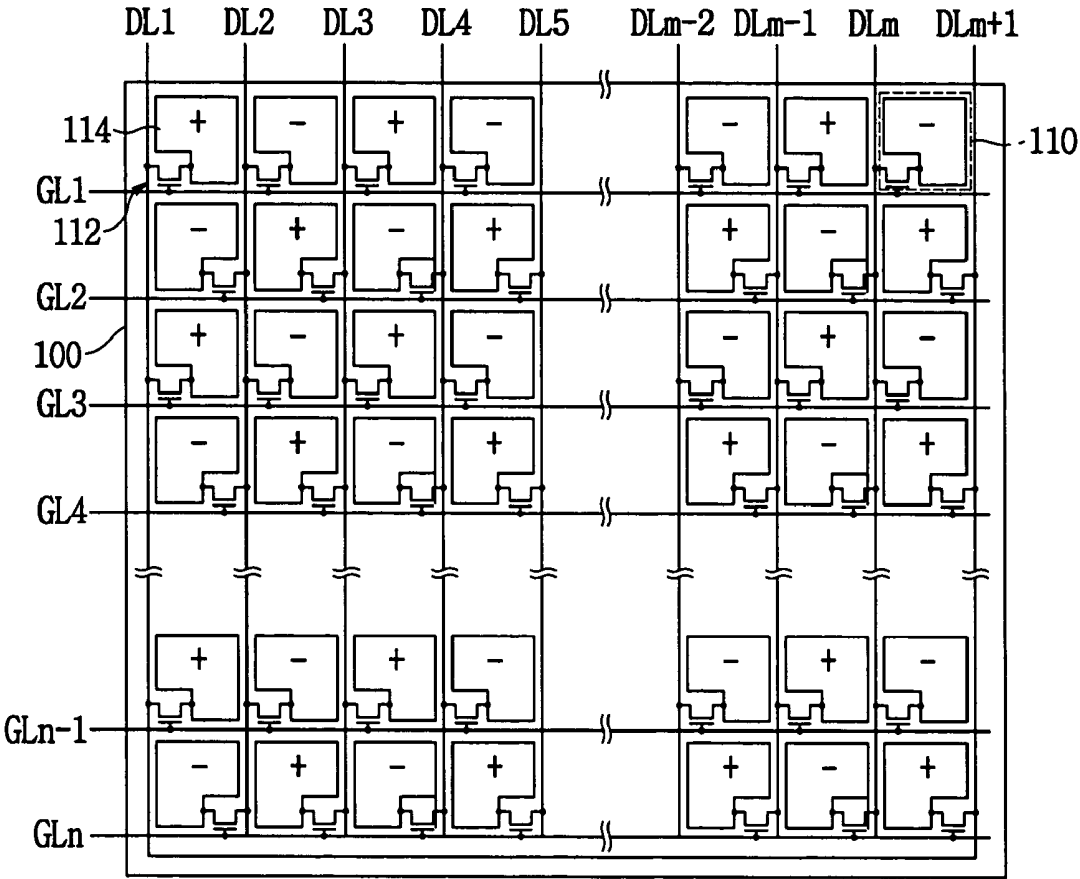 DL1 DL2 DL3 DL4 DL5 DLm-2 DLm-1 DLm DLm+1
+ - + - - + -
114
110
GL1
112
- + - + + - +
GL2
100
+ - + - - + -
GL3
- + - + + - +
GL4
+ - + - - + -
GLn-1
- + - + + - +
GLn